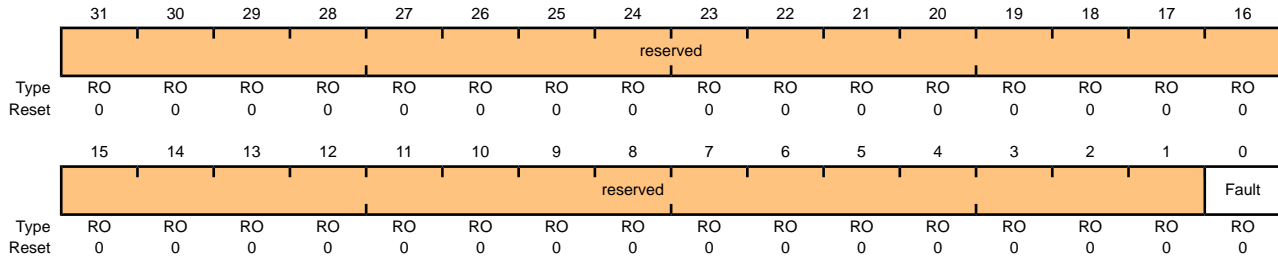 31 30 29 28 27 26 25 24 23 22 21 20 19 18 17 16
reserved
Type RO RO RO RO RO RO RO RO RO RO RO RO RO RO RO RO
Reset 0 0 0 0 0 0 0 0 0 0 0 0 0 0 0 0
15 14 13 12 11 10 9 8 7 6 5 4 3 2 1 0
reserved Fault
Type RO RO RO RO RO RO RO RO RO RO RO RO RO RO RO RO
Reset 0 0 0 0 0 0 0 0 0 0 0 0 0 0 0 0